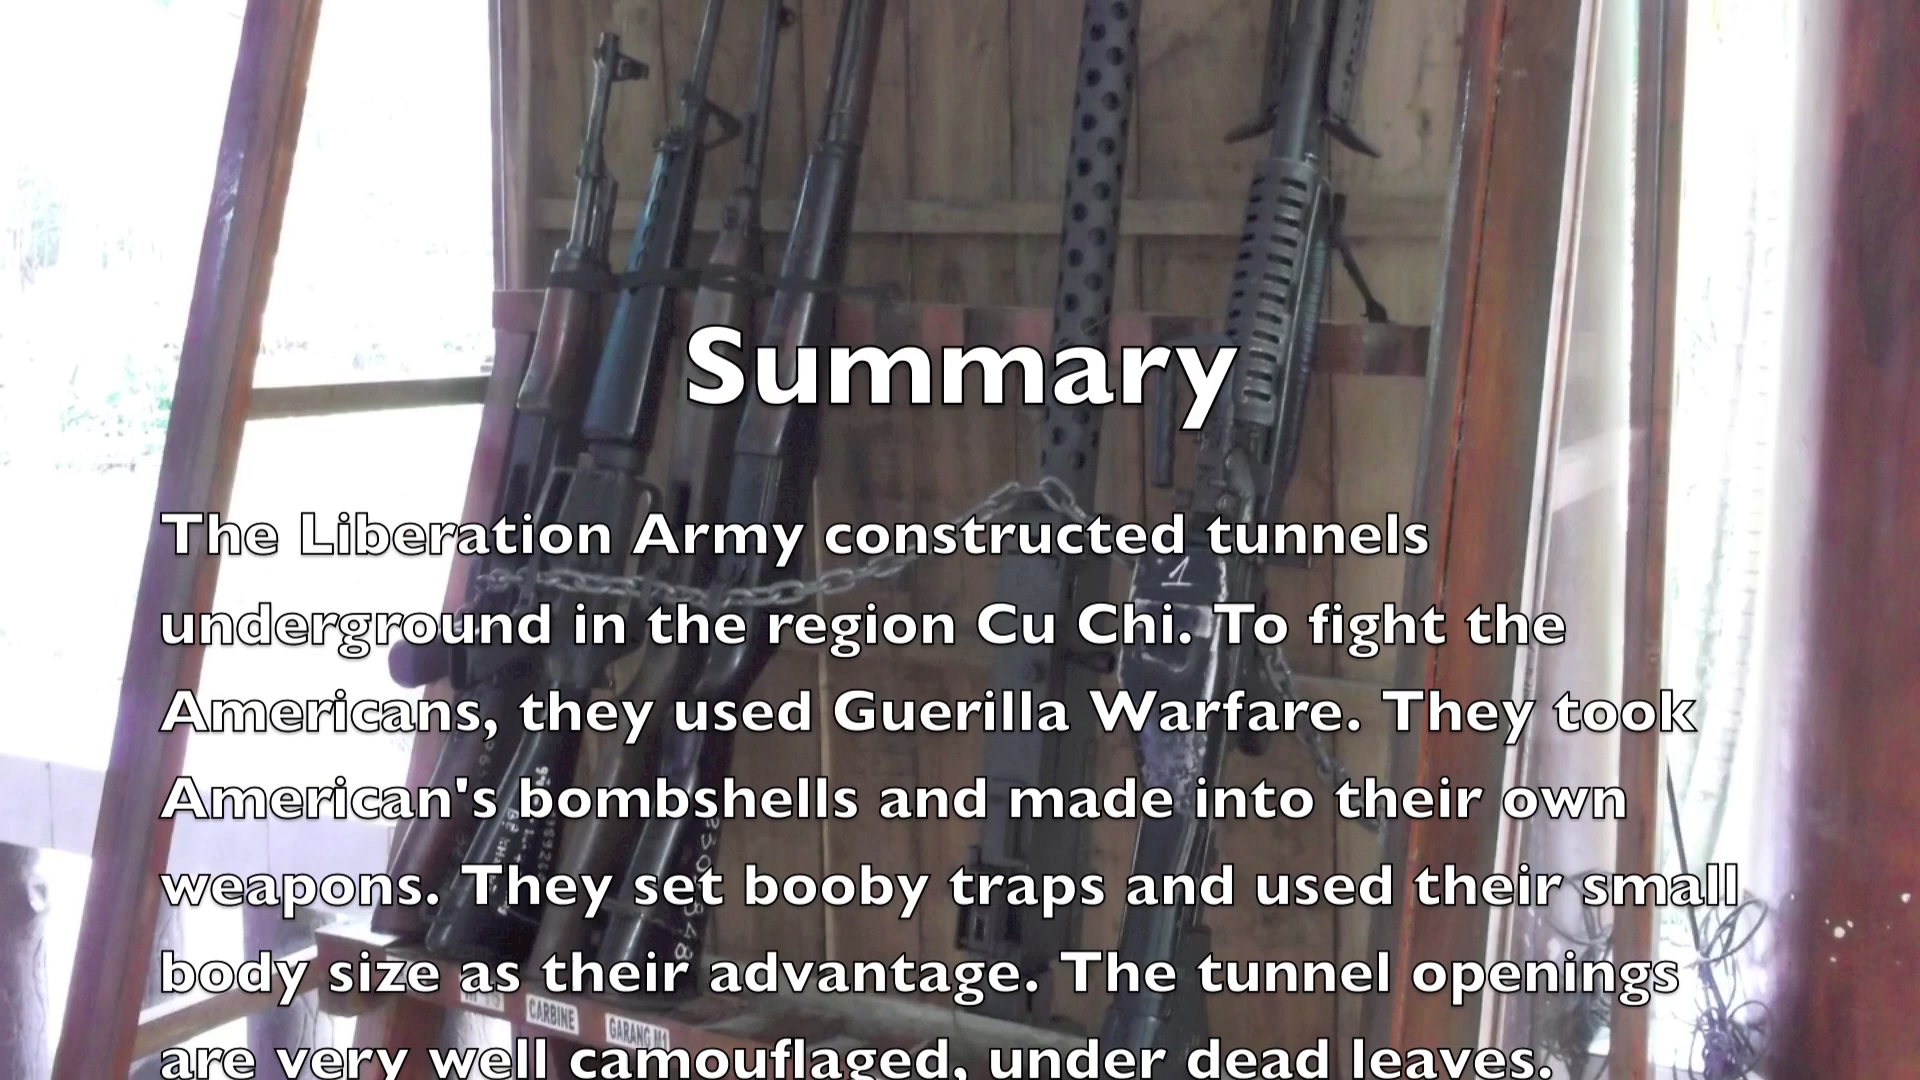 Summary
The Liberation Army constructed tunnels
underground in the region Cu Chi. To fight the
Americans, they used Guerilla Warfare. They took
American's bombshells and made into their own
weapons. They set booby traps and used their small
body size as their advantage. The tunnel openings
are very well camouflaged, under dead leaves.
1
CARBINE
GARANG M1